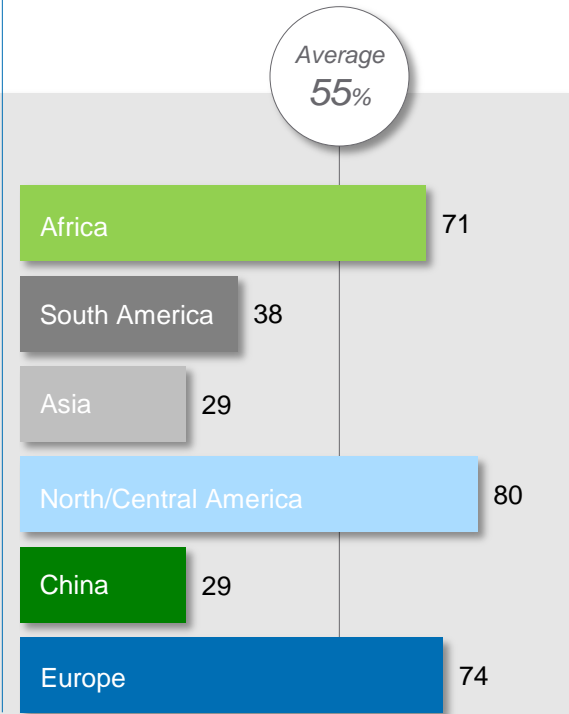 Average
55%
Africa 71
South America 38
Asia 29
North/Central America 80
China 29
Europe 74